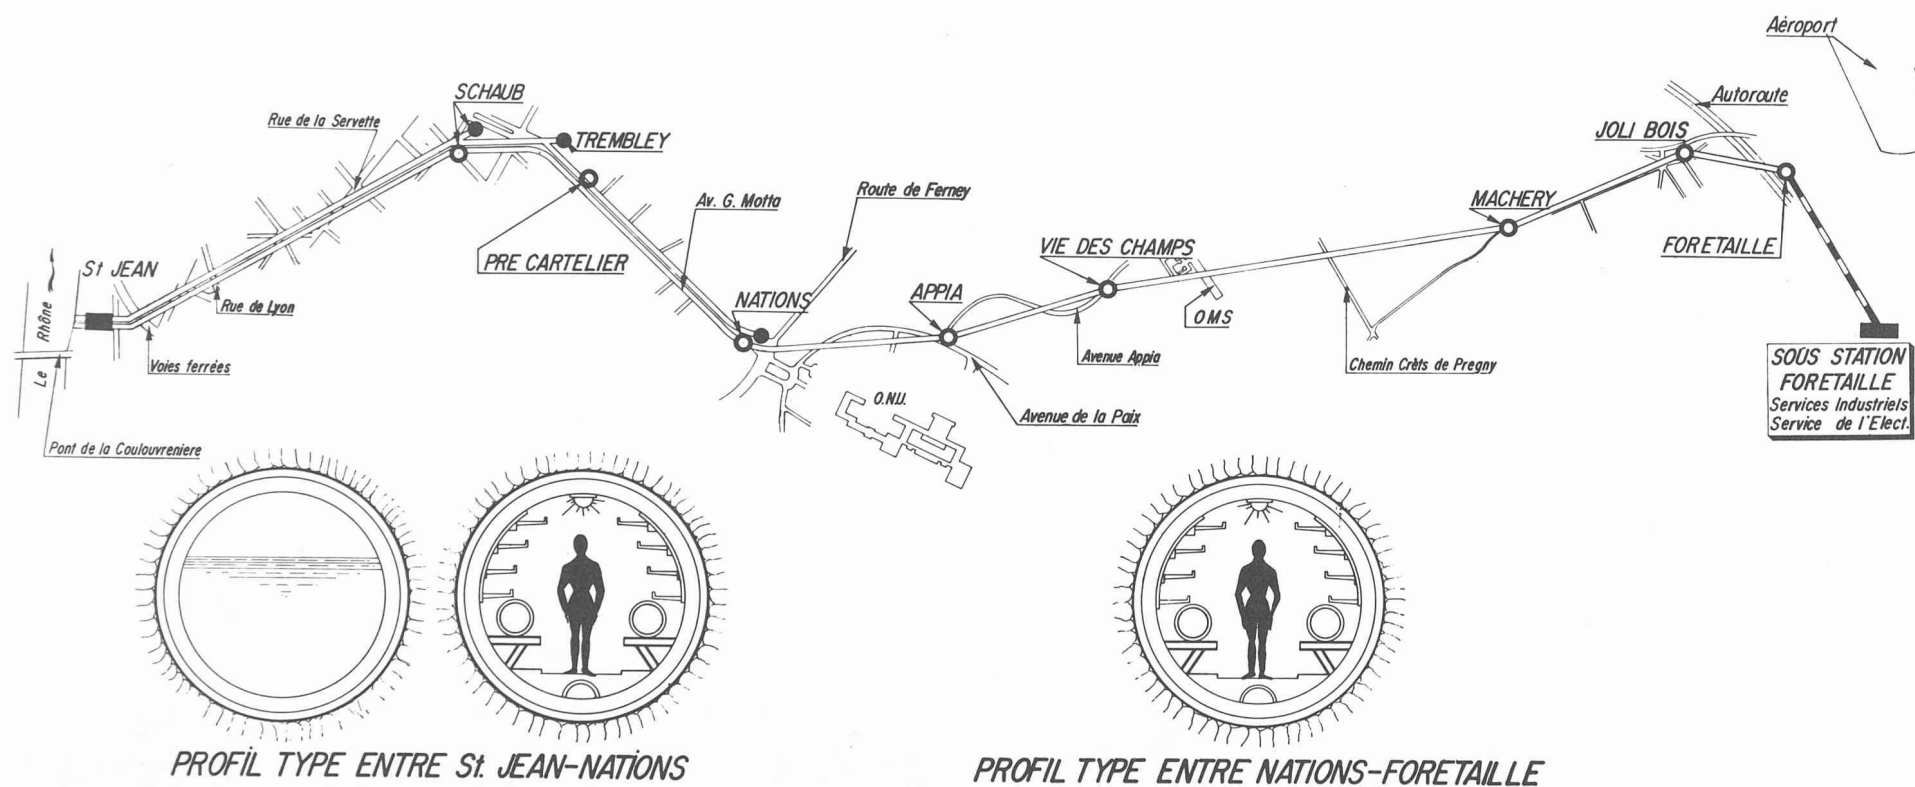 Aéroport
SCHAUB
Rue de la Servette
Autoroute
TREMBLEY
JOLI BOIS
Av. G. Motta
Route de Ferney
MACHERY
PRE CARTELIER
VIE DES CHAMPS
FORETAILLE
St JEAN
Le Rhône
Rue de Lyon
NATIONS
APPIA
OMS
Voies ferrées
Avenue Appia
Chemin Crêts de Pregny
SOUS STATION
FORETAILLE
Services Industriels
Service de l'Elect.
O.N.U.
Avenue de la Paix
Pont de la Coulouvreniere
PROFIL TYPE ENTRE St. JEAN-NATIONS
PROFIL TYPE ENTRE NATIONS-FORETAILLE